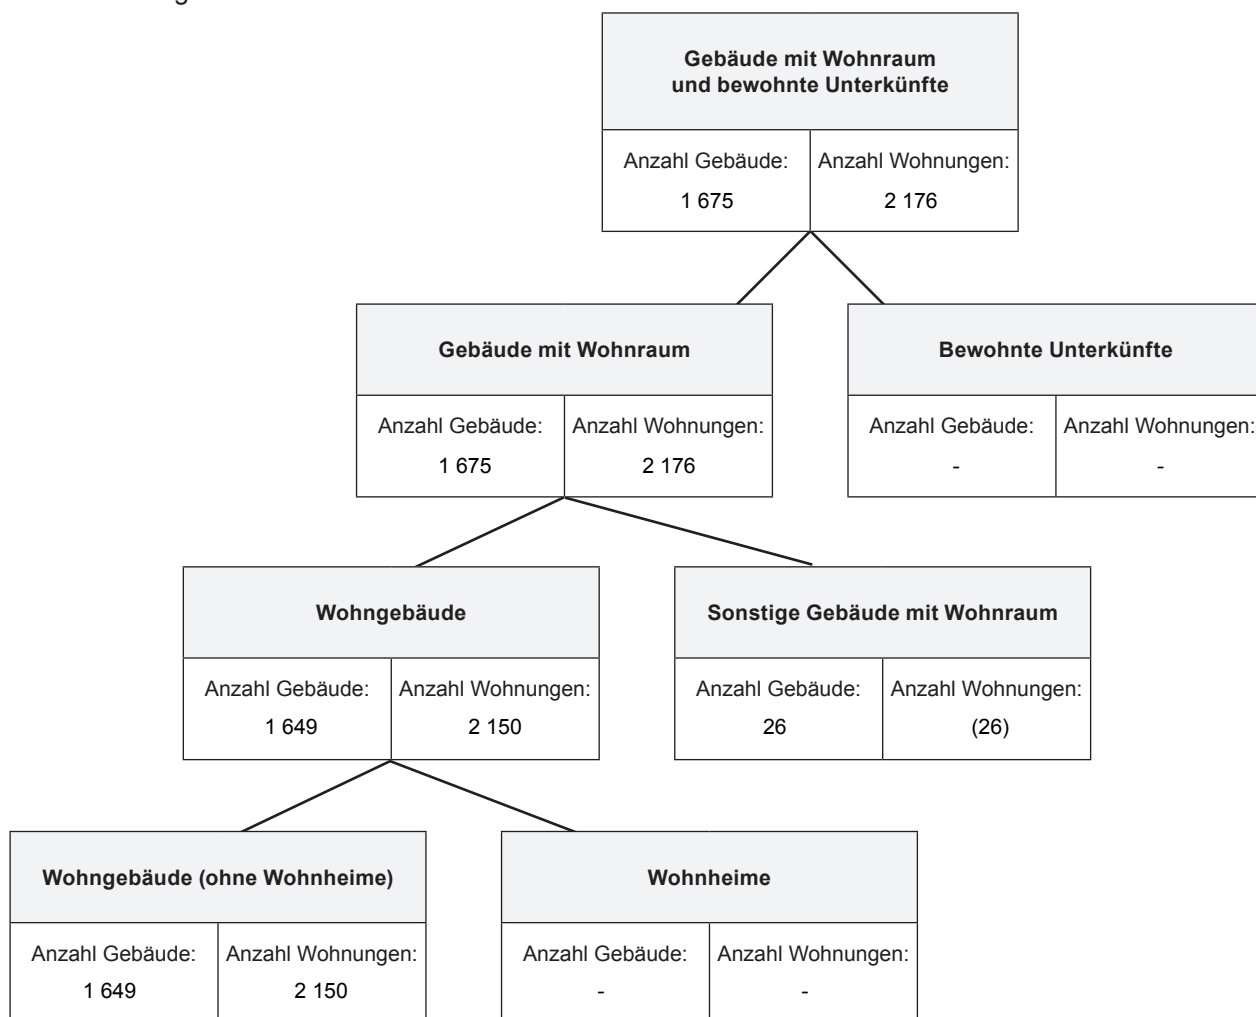 Gebäude mit Wohnraum
und bewohnte Unterkünfte
Anzahl Gebäude: Anzahl Wohnungen:
1 675 2 176
Gebäude mit Wohnraum Bewohnte Unterkünfte
Anzahl Gebäude: Anzahl Wohnungen: Anzahl Gebäude: Anzahl Wohnungen:
1 675 2 176 - -
Wohngebäude Sonstige Gebäude mit Wohnraum
Anzahl Gebäude: Anzahl Wohnungen: Anzahl Gebäude: Anzahl Wohnungen:
1 649 2 150 26 (26)
Wohngebäude (ohne Wohnheime) Wohnheime
Anzahl Gebäude: Anzahl Wohnungen: Anzahl Gebäude: Anzahl Wohnungen:
1 649 2 150 - -